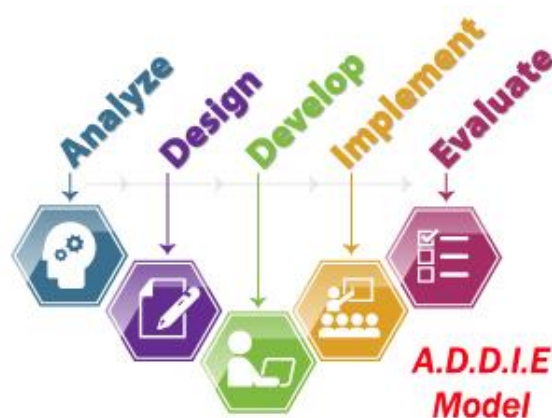 Analyze
Design
Develop
Implement
Evaluate
A.D.D.I.E
Model